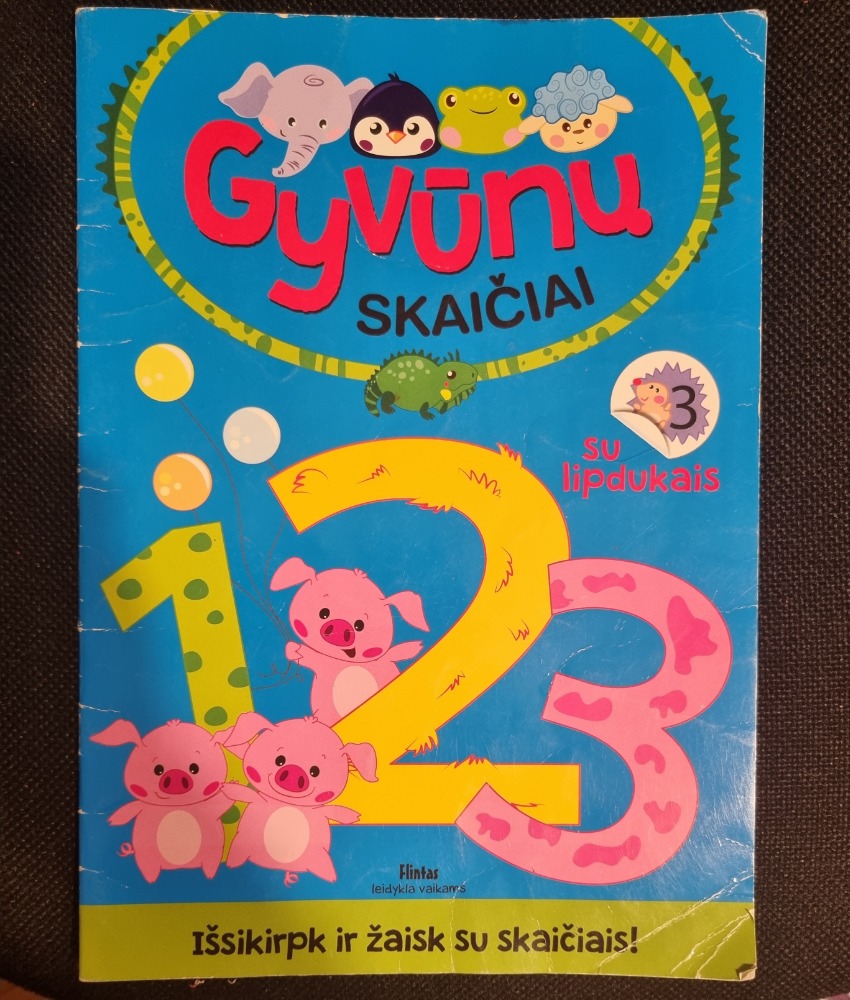 Gyvūnų
SKAIČIAI
3
su
lipdukais
1 2 3
Flintas
leidykla vaikams
Išsikirpk ir žaisk su skaičiais!